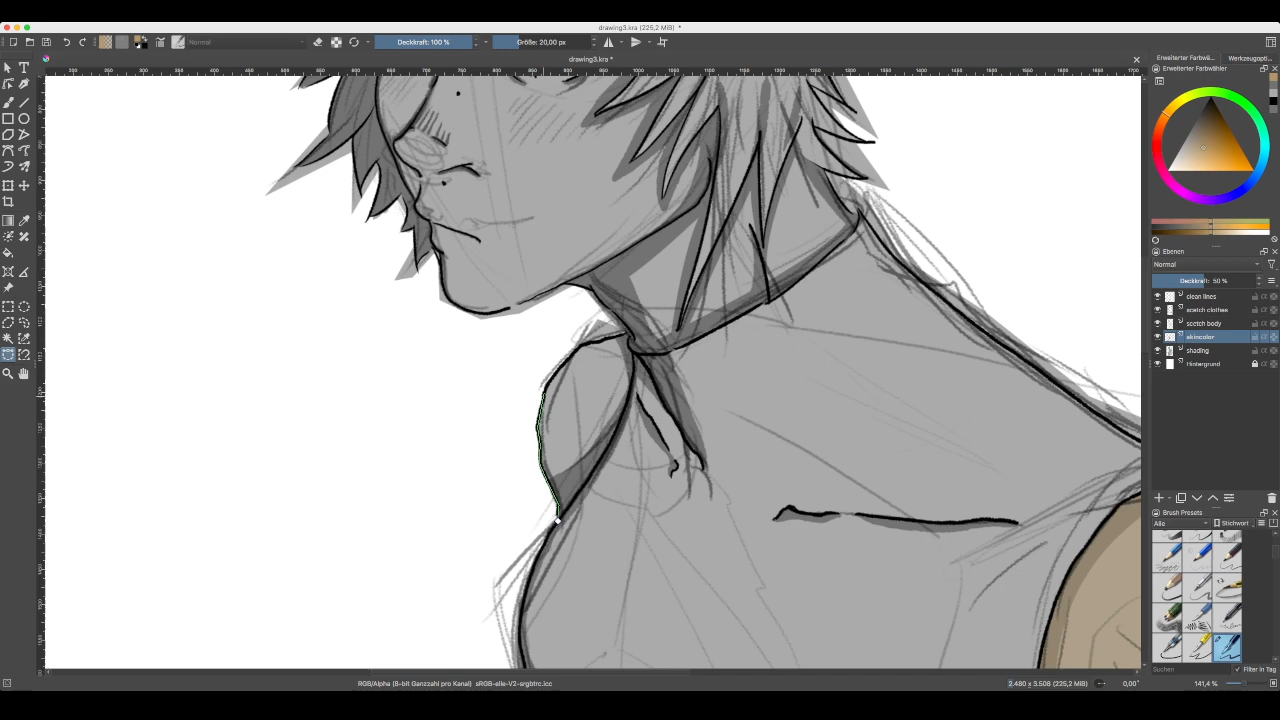 drawing3.kra (225,2 MiB) *
Normal
Deckkraft: 100 %
Größe: 20,00 px
drawing3.kra *
Erweiterter Farbwä...
Werkzeugopti...
Erweiterter Farbwähler
Ebenen
Normal
Deckkraft: 50 %
clean lines
scetch clothes
scetch body
skincolor
shading
Hintergrund
Brush Presets
Alle
Stichwort
Suchen
Filter in Tag
RGB/Alpha (8-bit Ganzzahl pro Kanal) sRGB-elle-V2-srgbtrc.icc
2.480 x 3.508 (225,2 MiB)
0,00°
141,4 %